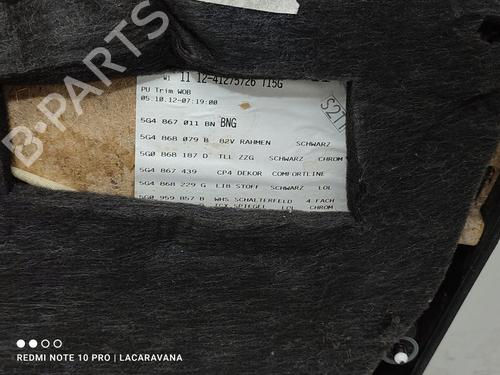 11 12-41275726 T15G
PU Trim WOB
05.10.12-07:19:00
S21
5G4 867 011 BN BNG
5G4 868 079 B 82V RAHMEN SCHWARZ
5G0 868 187 D TLL ZZG SCHWARZ CHROM
5G4 867 439 CP4 DEKOR COMFORTLINE
5G4 868 229 G LIB STOFF SCHWARZ LOL
5G0 959 857 B WHS SCHALTERFELD 4-FACH
SPIEGEL LOL CHROM
B-PARTS
REDMI NOTE 10 PRO | LACARAVANA